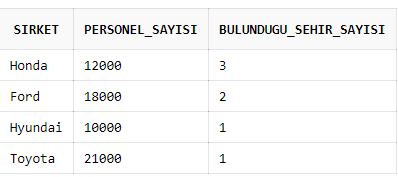 SIRKET PERSONEL_SAYISI BULUNDUGU_SEHIR_SAYISI
Honda 12000 3
Ford 18000 2
Hyundai 10000 1
Toyota 21000 1